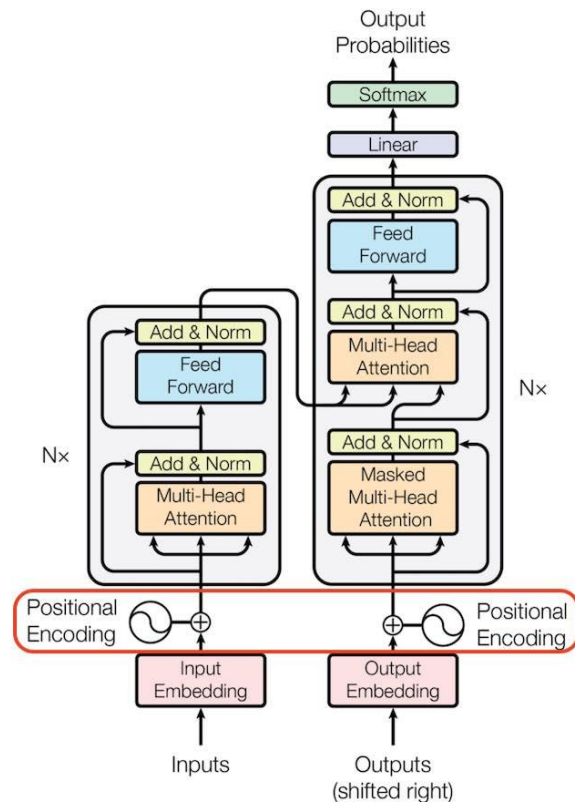 Output
Probabilities
Softmax
Linear
Add & Norm
Feed
Forward
Add & Norm
Multi-Head
Attention
Add & Norm
Masked
Multi-Head
Attention
N×
Add & Norm
Feed
Forward
Add & Norm
Multi-Head
Attention
N×
Positional
Encoding
Positional
Encoding
Input
Embedding
Output
Embedding
Inputs
Outputs
(shifted right)